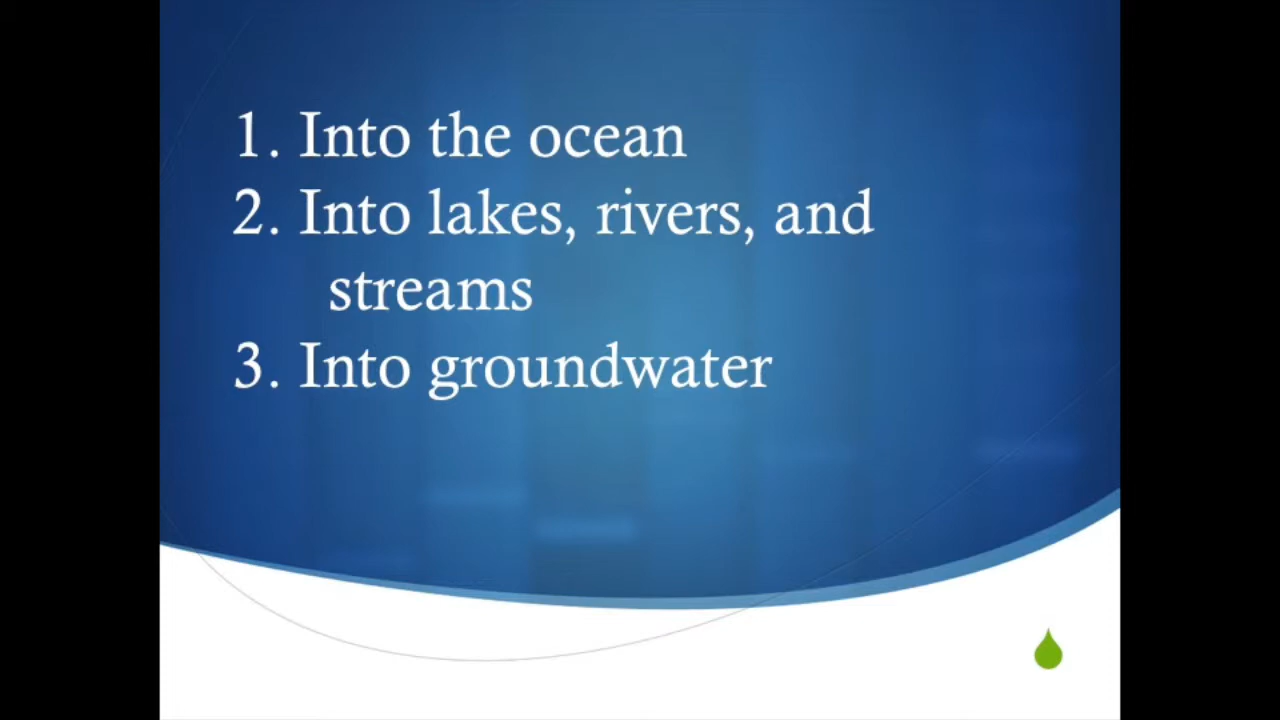 1. Into the ocean
2. Into lakes, rivers, and
streams
3. Into groundwater